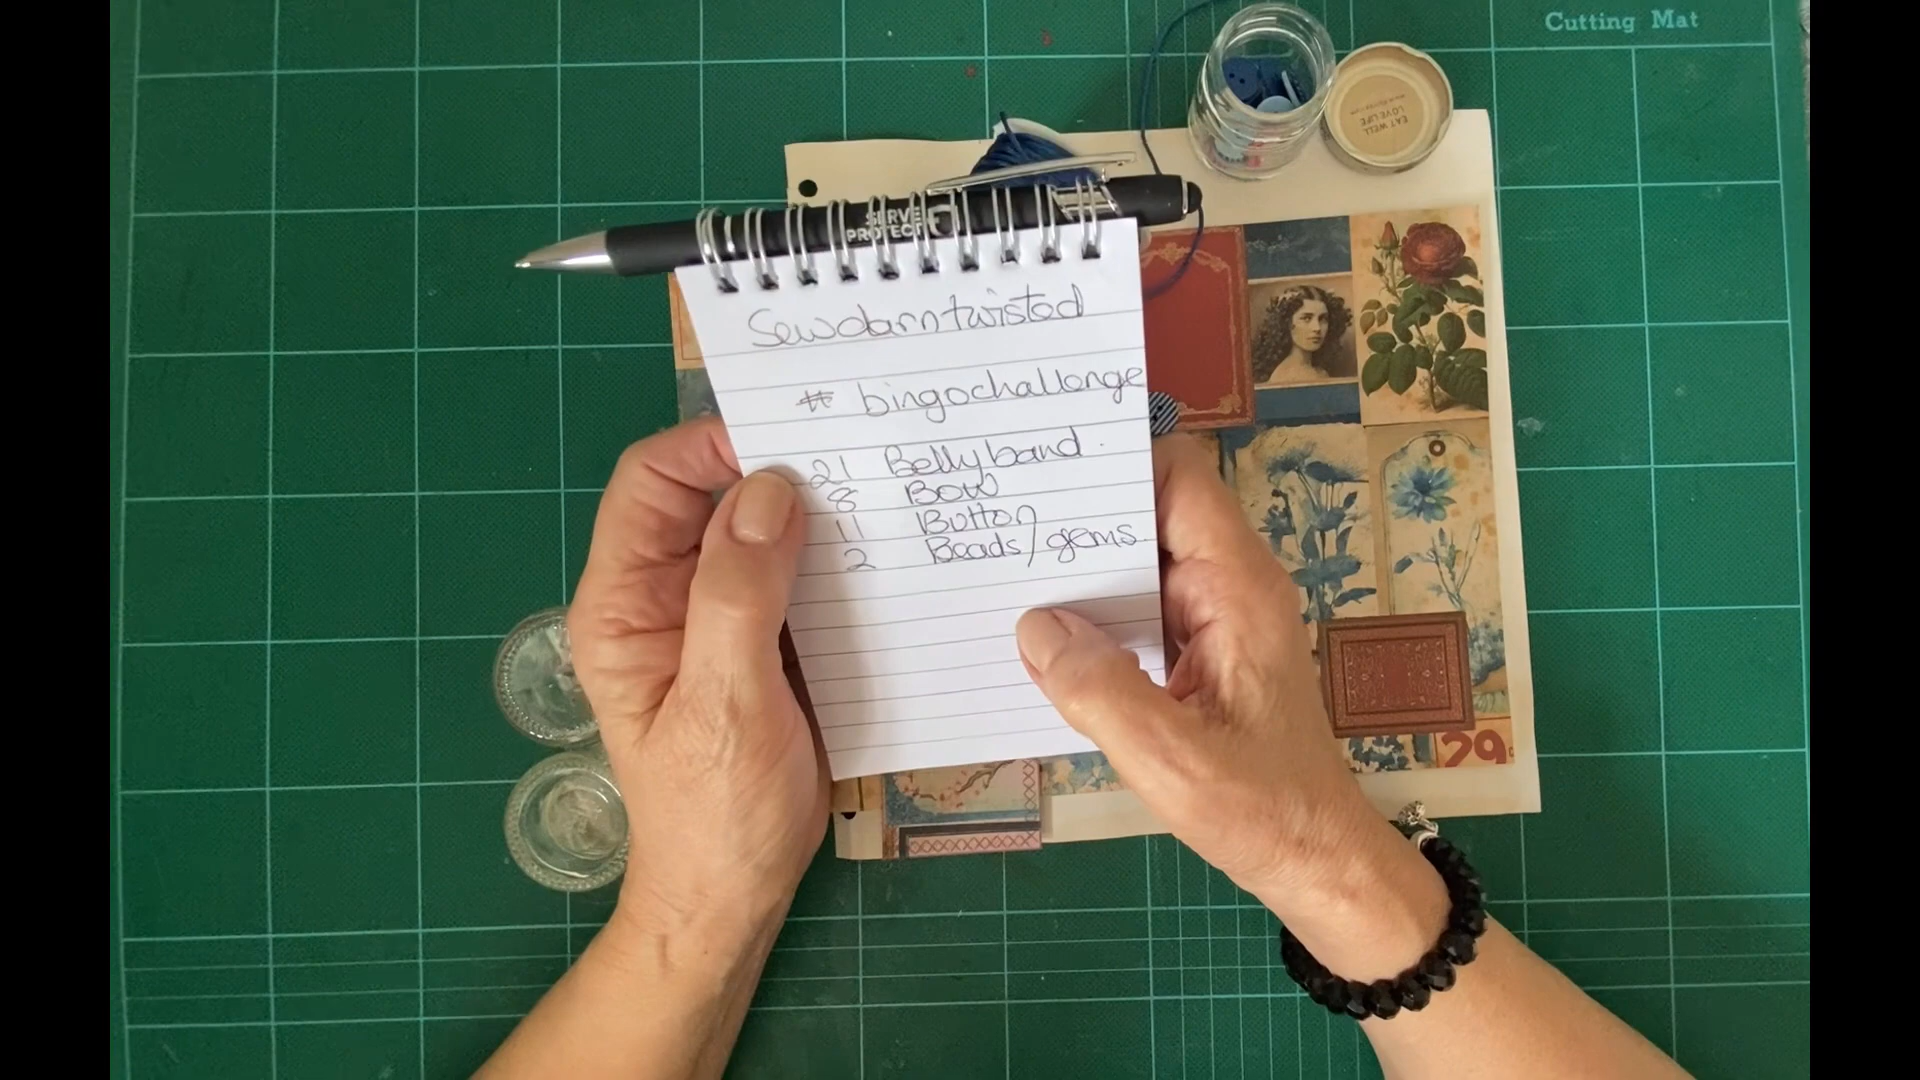 Cutting Mat
EAT WELL
LOVE LIFE
SERVE
PROTECT
Sewdarntwisted
# bingochallenge
21 Bellyband.
8 Bow
11 Button
2 Beads/gems
29c